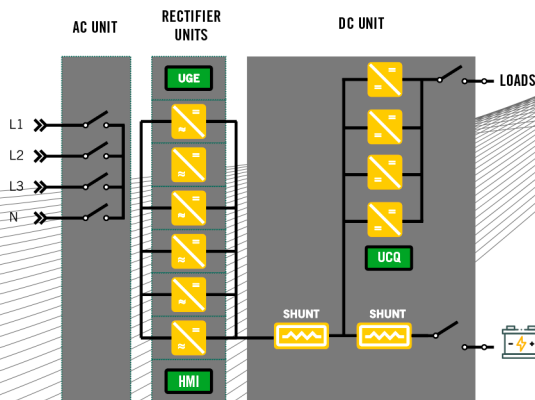 AC UNIT
RECTIFIER
UNITS
DC UNIT
UGE
LOADS
L1
L2
L3
N
UCQ
SHUNT
SHUNT
HMI